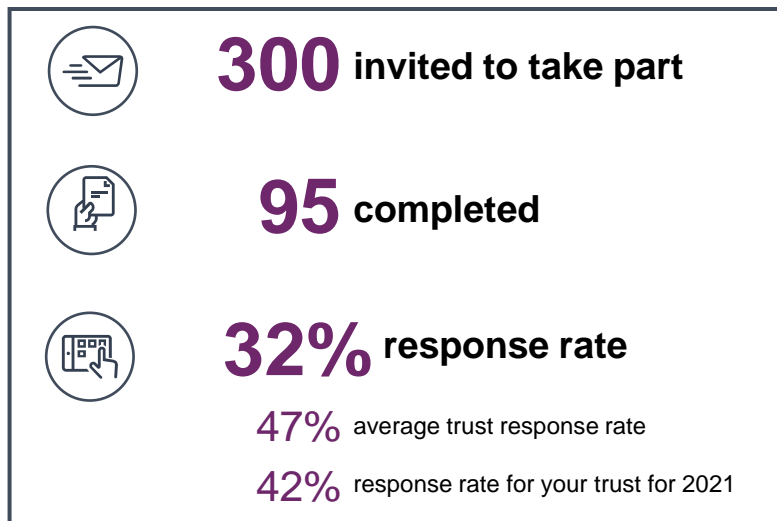 300 invited to take part
95 completed
32% response rate
47% average trust response rate
42% response rate for your trust for 2021